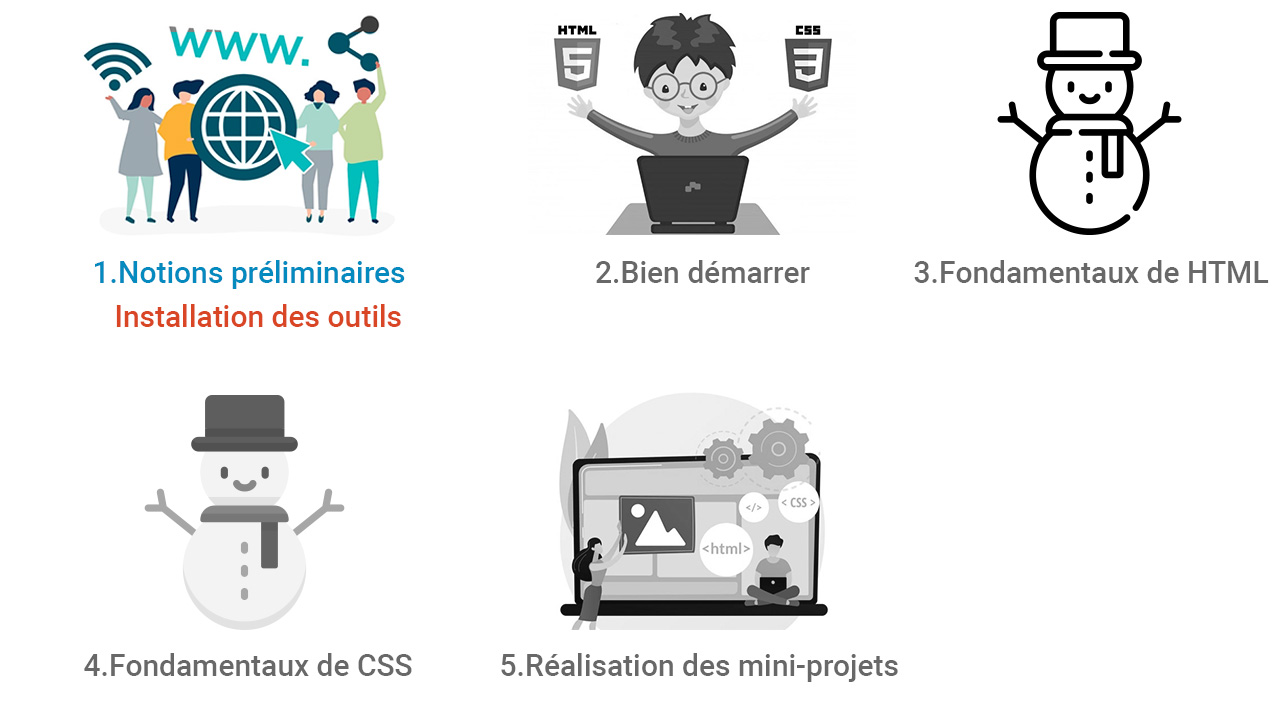 www.
HTML
5
CSS
3
1.Notions préliminaires
Installation des outils
2.Bien démarrer
3.Fondamentaux de HTML
</>
< CSS >
<html>
4.Fondamentaux de CSS
5.Réalisation des mini-projets